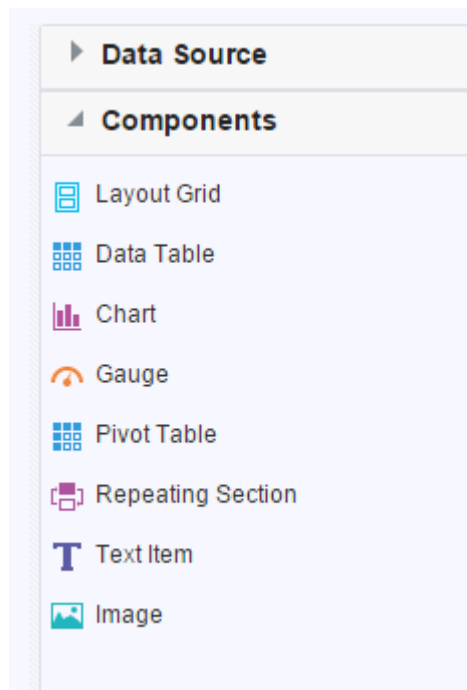 Data Source
Components
Layout Grid
Data Table
Chart
Gauge
Pivot Table
Repeating Section
Text Item
Image